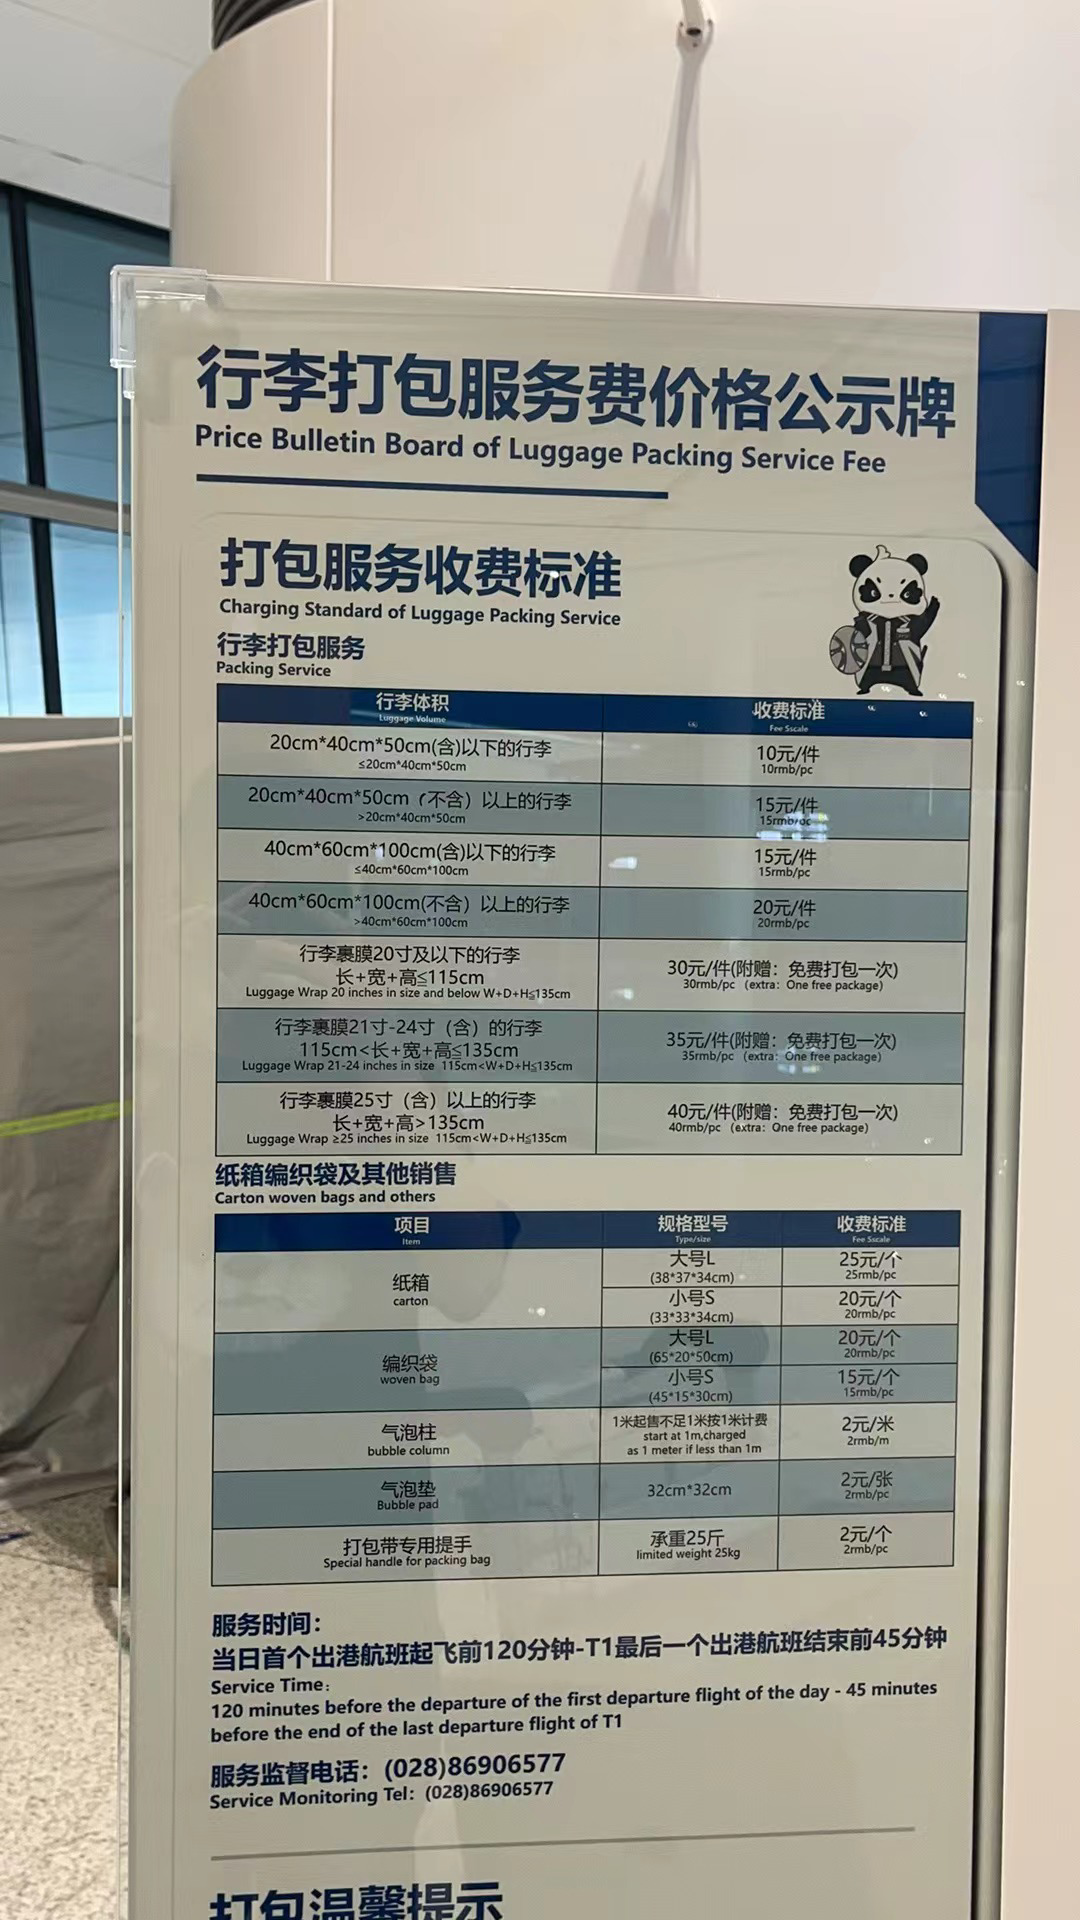 行李打包服务费价格公示牌
Price Bulletin Board of Luggage Packing Service Fee
打包服务收费标准
Charging Standard of Luggage Packing Service
行李打包服务
Packing Service
行李体积 收费标准
Luggage Volume Fee Sscale
20cm*40cm*50cm(含)以下的行李 10元/件
≤20cm*40cm*50cm 10rmb/pc
20cm*40cm*50cm（不含）以上的行李 15元/件
>20cm*40cm*50cm 15rmb/pc
40cm*60cm*100cm(含)以下的行李 15元/件
≤40cm*60cm*100cm 15rmb/pc
40cm*60cm*100cm(不含）以上的行李 20元/件
>40cm*60cm*100cm 20rmb/pc
行李裹膜20寸及以下的行李
长+宽+高≦115cm 30元/件(附赠：免费打包一次)
Luggage Wrap 20 inches in size and below W+D+H≦135cm 30rmb/pc（extra：One free package)
行李裹膜21寸-24寸（含）的行李
115cm<长+宽+高≦135cm 35元/件(附赠：免费打包一次)
Luggage Wrap 21-24 inches in size 115cm<W+D+H≦135cm 35rmb/pc（extra：One free package)
行李裹膜25寸（含）以上的行李
长+宽+高>135cm 40元/件(附赠：免费打包一次)
Luggage Wrap ≥25 inches in size 115cm<W+D+H≦135cm 40rmb/pc（extra：One free package)
纸箱编织袋及其他销售
Carton woven bags and others
项目 规格型号 收费标准
Item Type/size Fee Sscale
纸箱 大号L 25元/个
carton (38*37*34cm) 25rmb/pc
小号S 20元/个
(33*33*34cm) 20rmb/pc
编织袋 大号L 20元/个
woven bag (65*20*50cm) 20rmb/pc
小号S 15元/个
(45*15*30cm) 15rmb/pc
气泡柱 1米起售不足1米按1米计费 2元/米
bubble column start at 1m,charged 2rmb/m
as 1 meter if less than 1m
气泡垫 32cm*32cm 2元/张
Bubble pad 2rmb/pc
打包带专用提手 承重25斤 2元/个
Special handle for packing bag limited weight 25kg 2rmb/pc
服务时间：
当日首个出港航班起飞前120分钟-T1最后一个出港航班结束前45分钟
Service Time：
120 minutes before the departure of the first departure flight of the day - 45 minutes
before the end of the last departure flight of T1
服务监督电话：(028)86906577
Service Monitoring Tel：(028)86906577
打包温馨提示